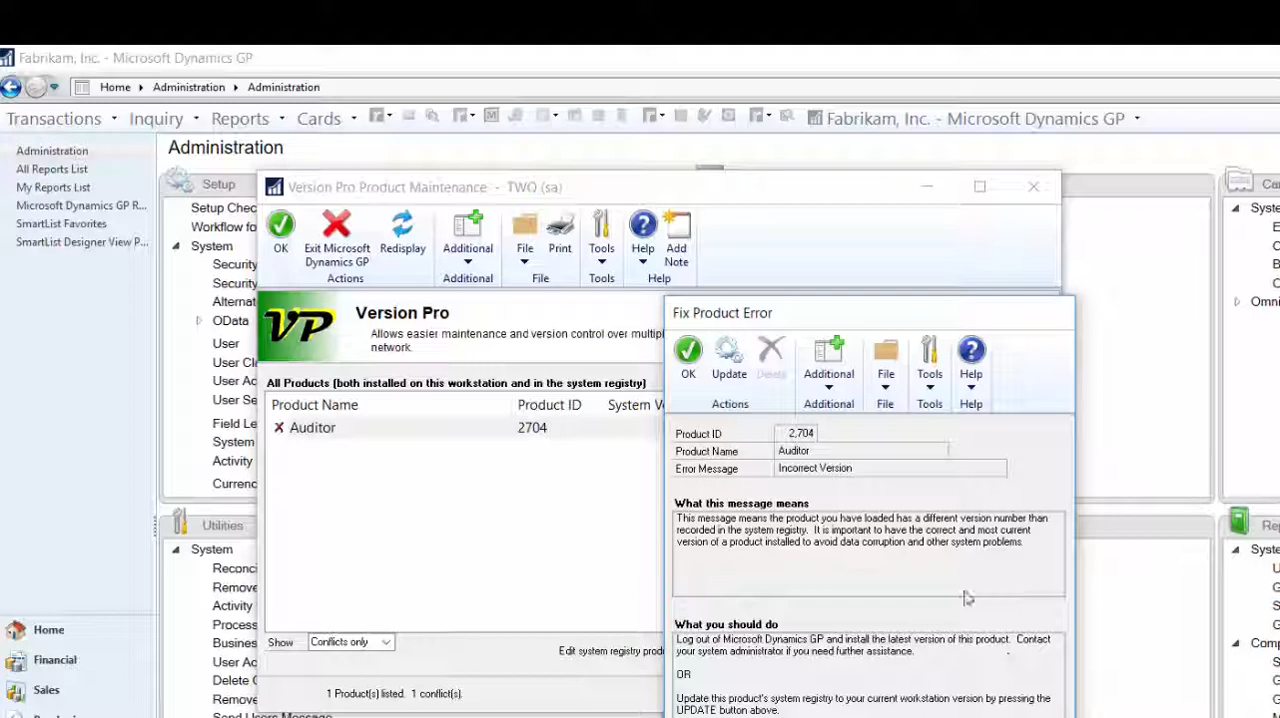 Fabrikam, Inc. - Microsoft Dynamics GP
Home Administration Administration
Transactions Inquiry Reports Cards Fabrikam, Inc. - Microsoft Dynamics GP
Administration
All Reports List
My Reports List
Microsoft Dynamics GP R...
SmartList Favorites
SmartList Designer View P...
Home
Financial
Sales
Administration
Setup
Setup Chec
Workflow fo
System
Security
Security
Alternat
OData
User
User Cla
User Ac
User Se
Field Le
System
Activity
Currenc
Utilities
System
Reconc
Remove
Activity
Process
Busines
User Ac
Delete
Remove
Send Users Message
Version Pro Product Maintenance - TWO (sa)
OK Exit Microsoft Dynamics GP Redisplay Additional File Print Tools Help Add Note
Actions Additional File Tools Help
VP
Version Pro
Allows easier maintenance and version control over multipl
network.
All Products (both installed on this workstation and in the system registry)
Product Name Product ID System Ve
Auditor 2704
Show Conflicts only Edit system registry produ
1 Product(s) listed. 1 conflict(s).
Fix Product Error
OK Update Delete Additional File Tools Help
Actions Additional File Tools Help
Product ID 2,704
Product Name Auditor
Error Message Incorrect Version
What this message means
This message means the product you have loaded has a different version number than
recorded in the system registry. It is important to have the correct and most current
version of a product installed to avoid data corruption and other system problems.
What you should do
Log out of Microsoft Dynamics GP and install the latest version of this product. Contact
your system administrator if you need further assistance.
OR
Update this product's system registry to your current workstation version by pressing the
UPDATE button above.
Ca
Syste
Omni
Re
Syste
Comp